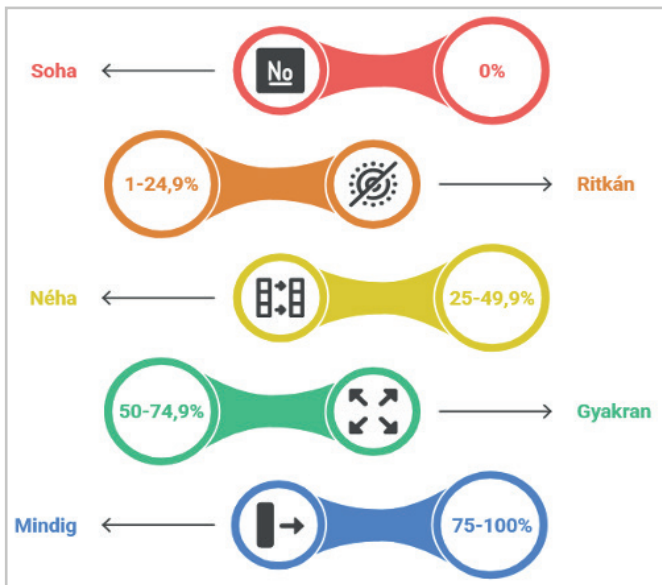 Soha
No
0%
1-24,9%
Ritkán
Néha
25-49,9%
50-74,9%
Gyakran
Mindig
75-100%